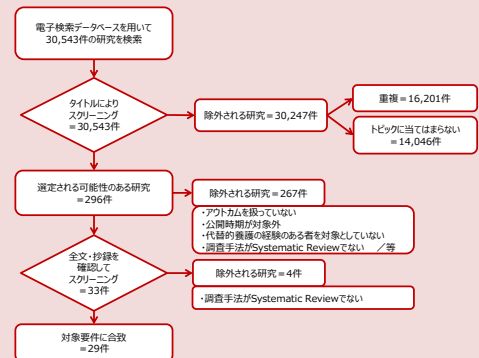 電子検索データベースを用いて
30,543件の研究を検索
タイトルにより
スクリーニング
＝30,543件
除外される研究＝30,247件
重複＝16,201件
トピックに当てはまらない
＝14,046件
選定される可能性のある研究
＝296件
除外される研究＝267件
・アウトカムを扱っていない
・公開時期が対象外
・代替的養護の経験のある者を対象としていない
・調査手法がSystematic Reviewでない　／等
全文・抄録を
確認して
スクリーニング
＝33件
除外される研究＝4件
・調査手法がSystematic Reviewでない
対象要件に合致
＝29件